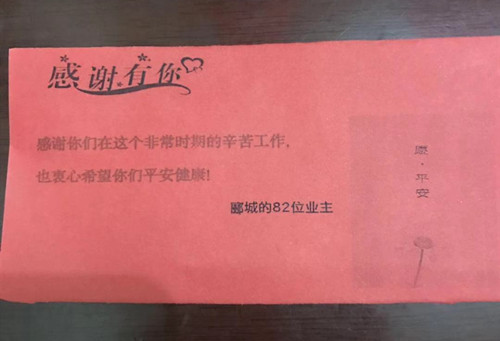 感谢有你
感谢你们在这个非常时期的辛苦工作,
也衷心希望你们平安健康!
郦城的82位业主
愿·平安